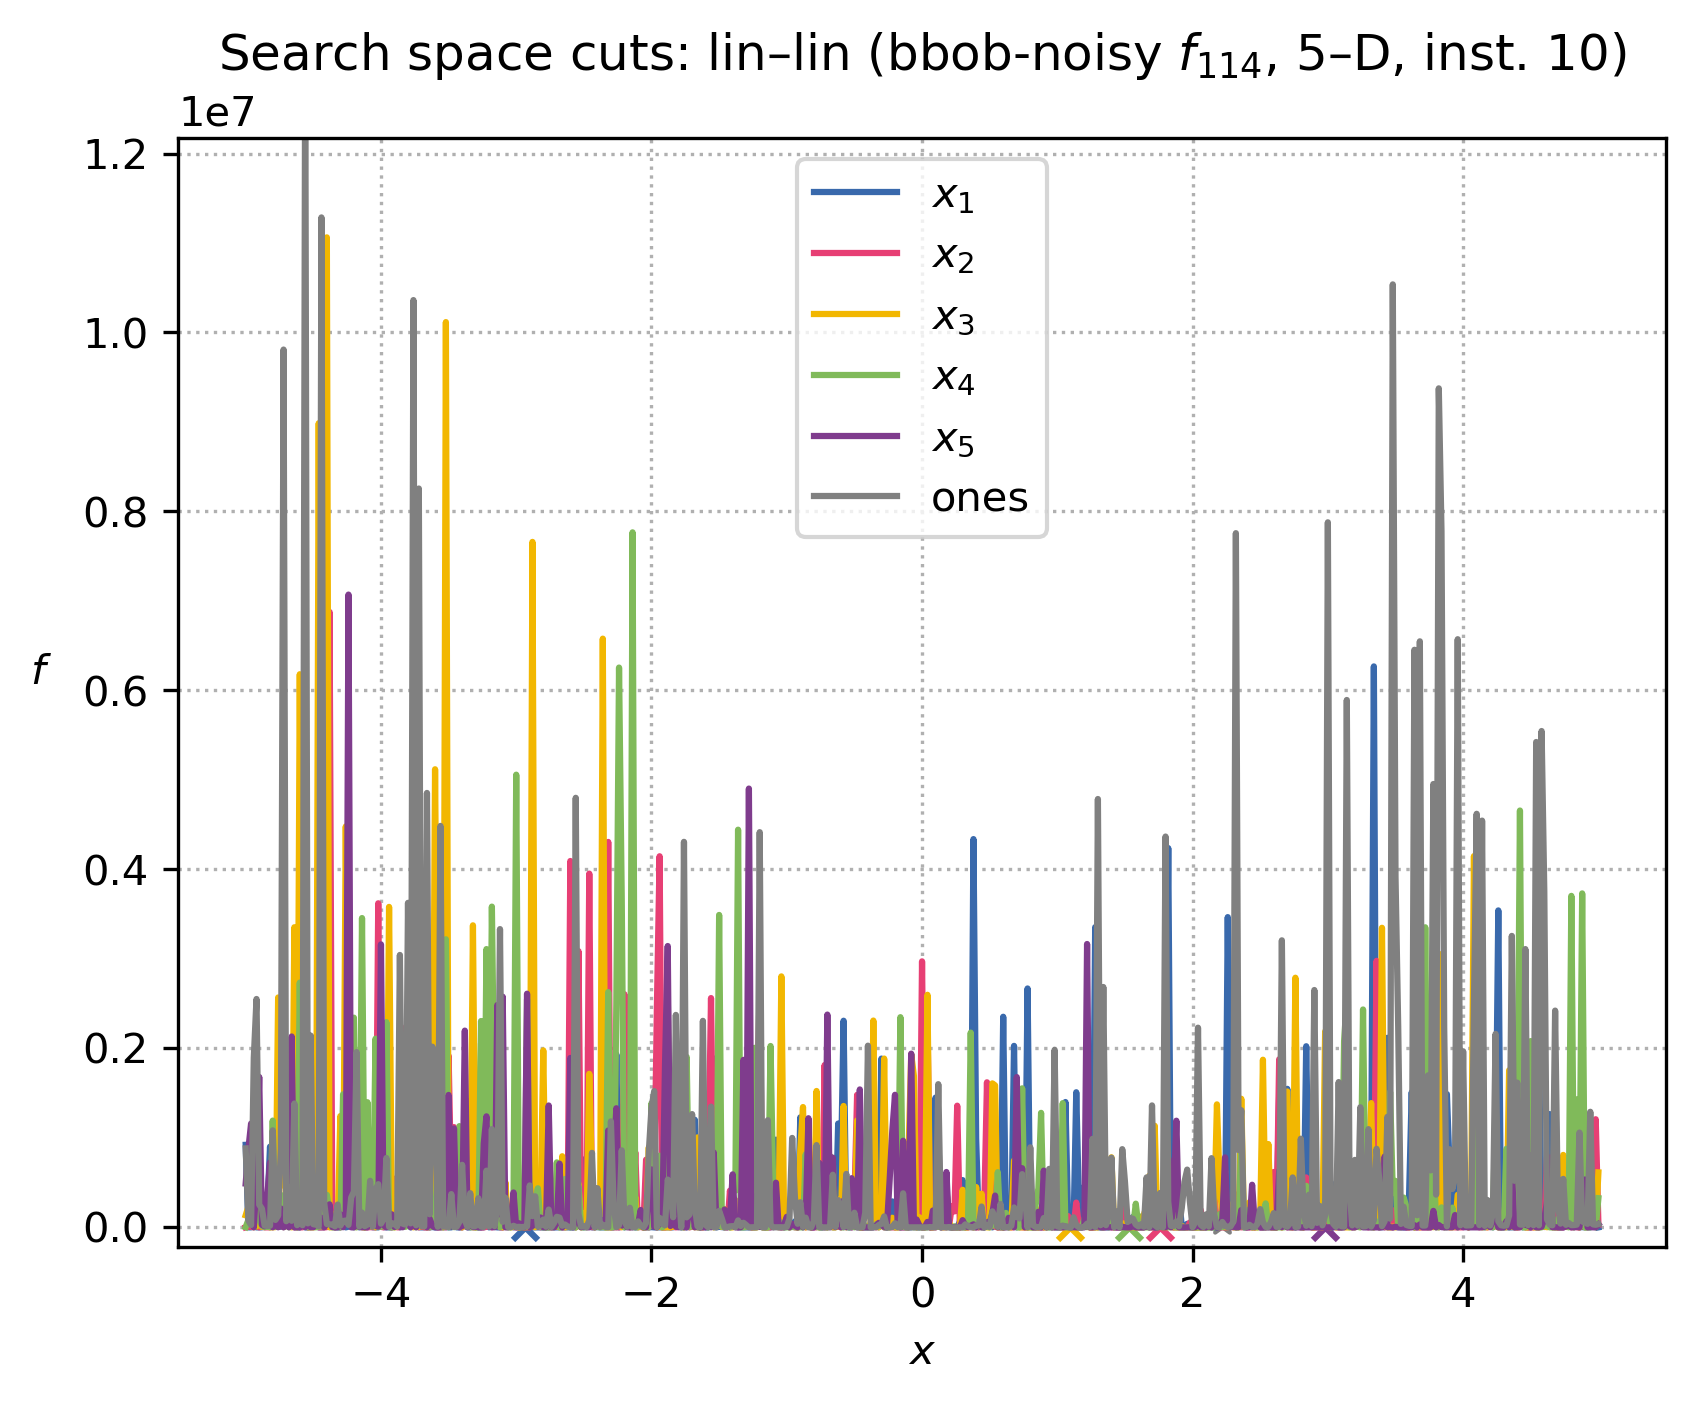 Search space cuts: lin–lin (bbob-noisy f₁₁₄, 5–D, inst. 10)
1e7
1.2
1.0
0.8
0.6
0.4
0.2
0.0
f
x₁
x₂
x₃
x₄
x₅
ones
−4 −2 0 2 4
x